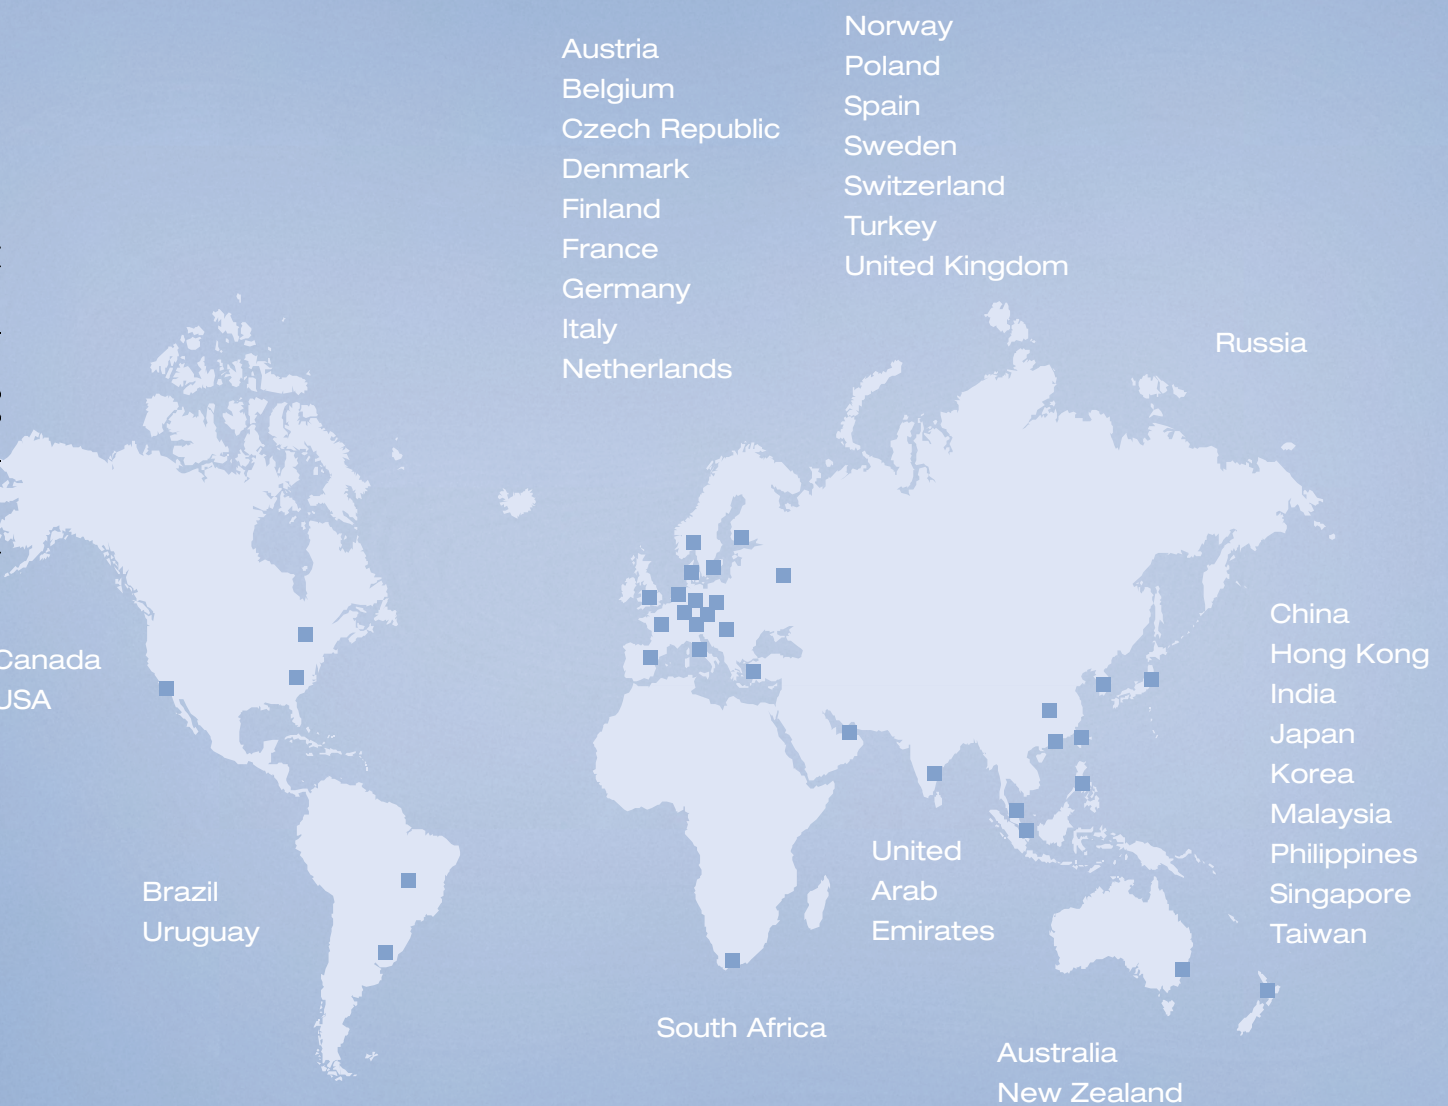 Austria
Belgium
Czech Republic
Denmark
Finland
France
Germany
Italy
Netherlands
Norway
Poland
Spain
Sweden
Switzerland
Turkey
United Kingdom
Russia
Canada
USA
China
Hong Kong
India
Japan
Korea
Malaysia
Philippines
Singapore
Taiwan
Brazil
Uruguay
United
Arab
Emirates
South Africa
Australia
New Zealand